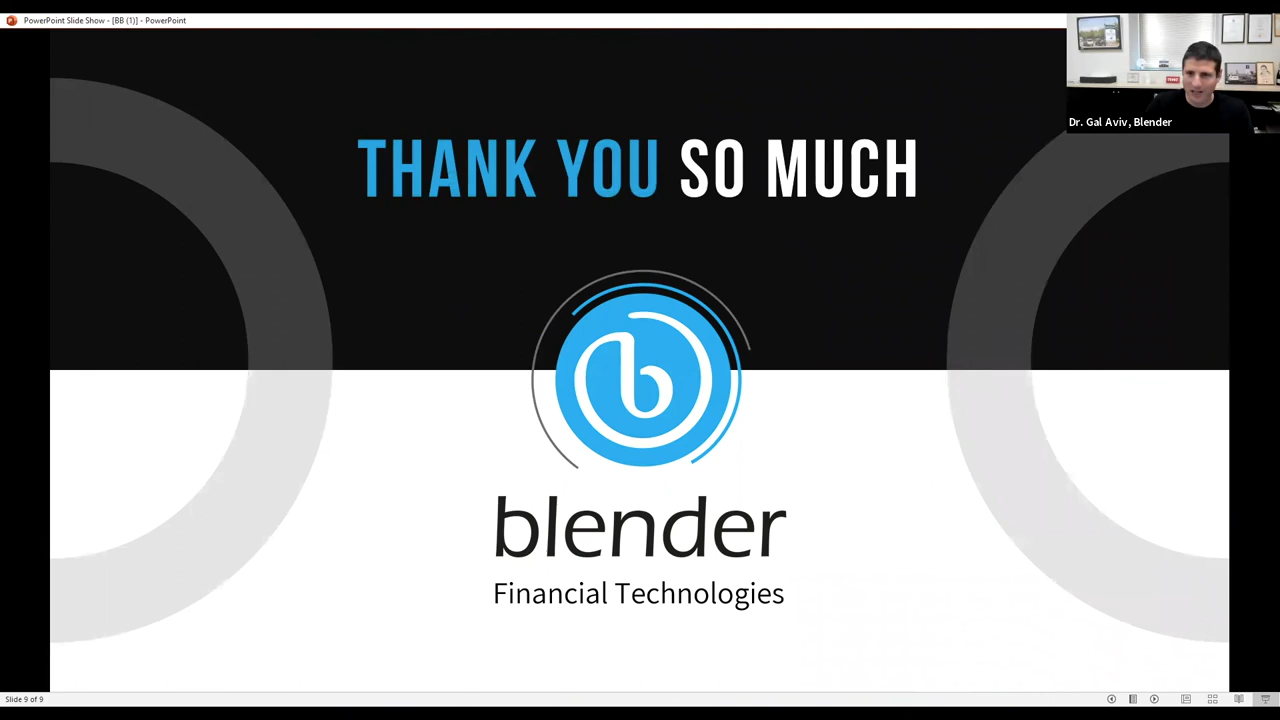 PowerPoint Slide Show - [BB (1)] - PowerPoint
Dr. Gal Aviv, Blender
THANK YOU SO MUCH
b
blender
Financial Technologies
Slide 9 of 9